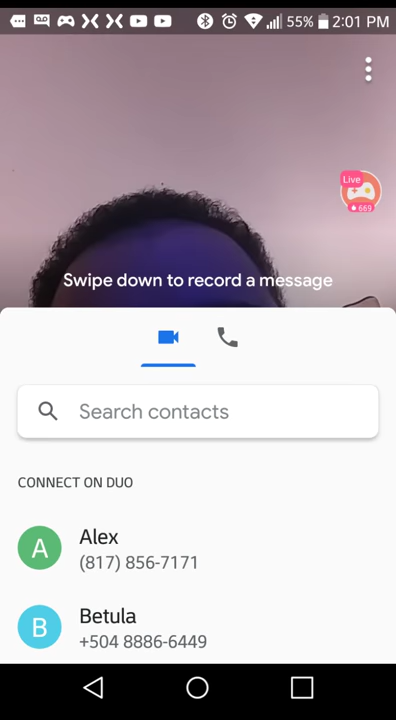 55% 2:01 PM
Live
669
Swipe down to record a message
Search contacts
CONNECT ON DUO
A
Alex
(817) 856-7171
B
Betula
+504 8886-6449